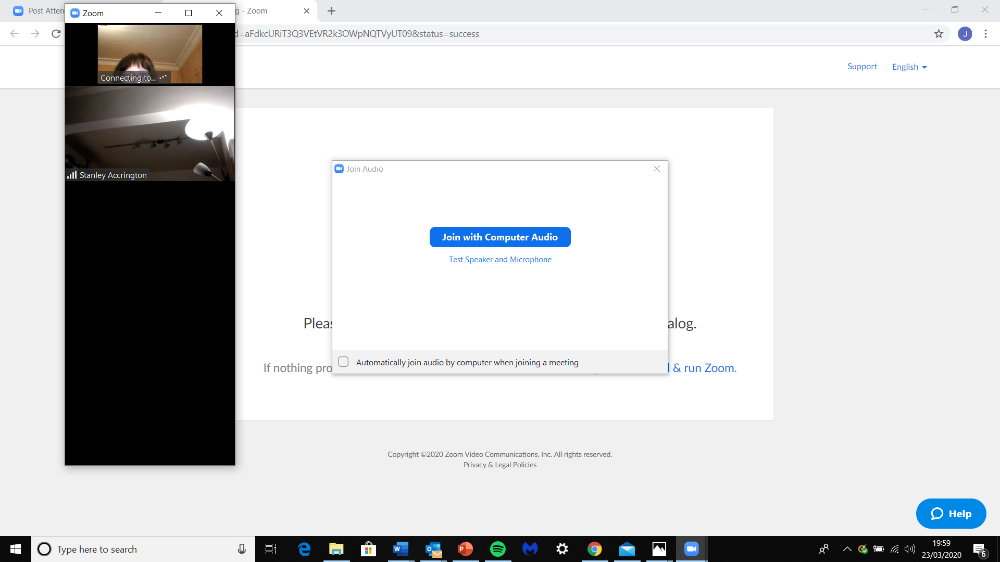 Post Atten
g - Zoom
Zoom
d=aFdkcURiT3Q3VEtVR2k3OWpNQTVyUT09&status=success
J
Support
English
Connecting to...
Stanley Accrington
Join Audio
Join with Computer Audio
Test Speaker and Microphone
Pleas alog.
Automatically join audio by computer when joining a meeting
If nothing pro & run Zoom.
Copyright ©2020 Zoom Video Communications, Inc. All rights reserved.
Privacy & Legal Policies
Help
Type here to search
19:59
23/03/2020
6